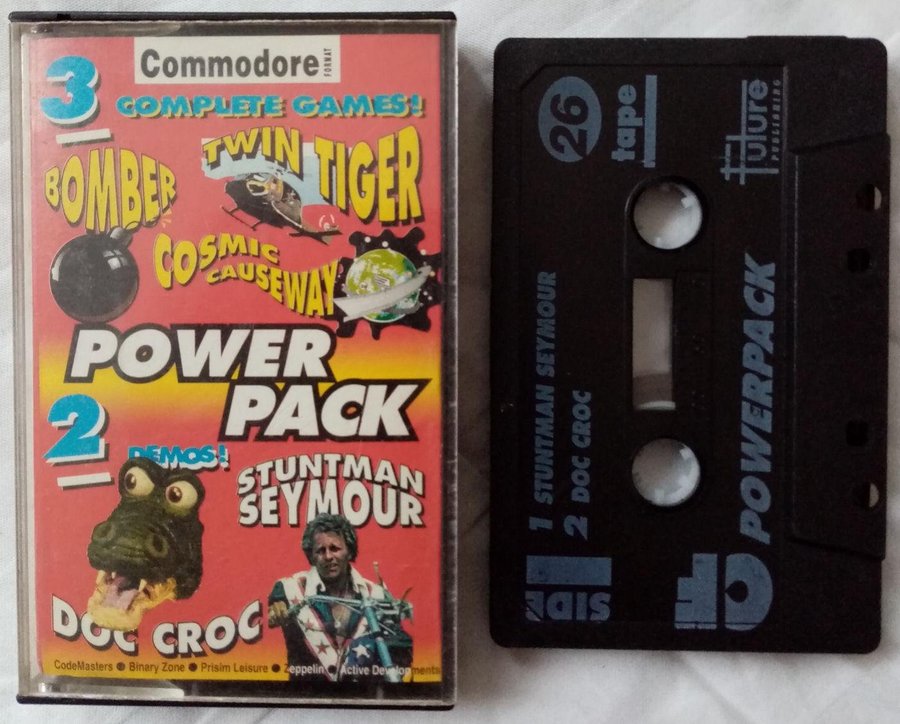 Commodore
FORMAT
3
COMPLETE GAMES!
BOMBER
TWIN TIGER
COSMIC
CAUSEWAY
POWER
PACK
2
DEMOS!
STUNTMAN
SEYMOUR
DOC CROC
CodeMasters ● Binary Zone ● Prisim Leisure ● Zeppelin ● Active Developments
26
tape
future
PUBLISHING
1 STUNTMAN SEYMOUR
2 DOC CROC
POWERPACK
SIDE
CF